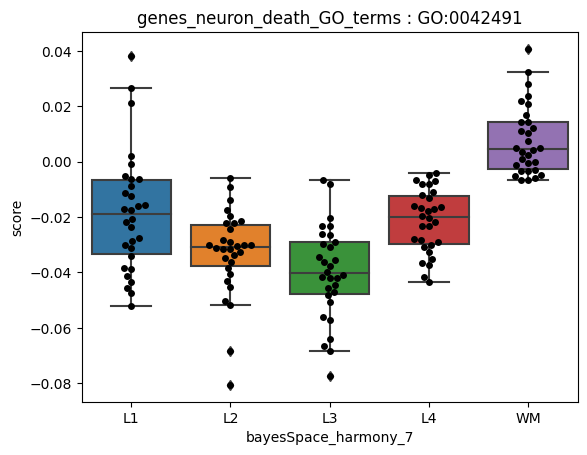 genes_neuron_death_GO_terms : GO:0042491
score
0.04
0.02
0.00
−0.02
−0.04
−0.06
−0.08
L1 L2 L3 L4 WM
bayesSpace_harmony_7